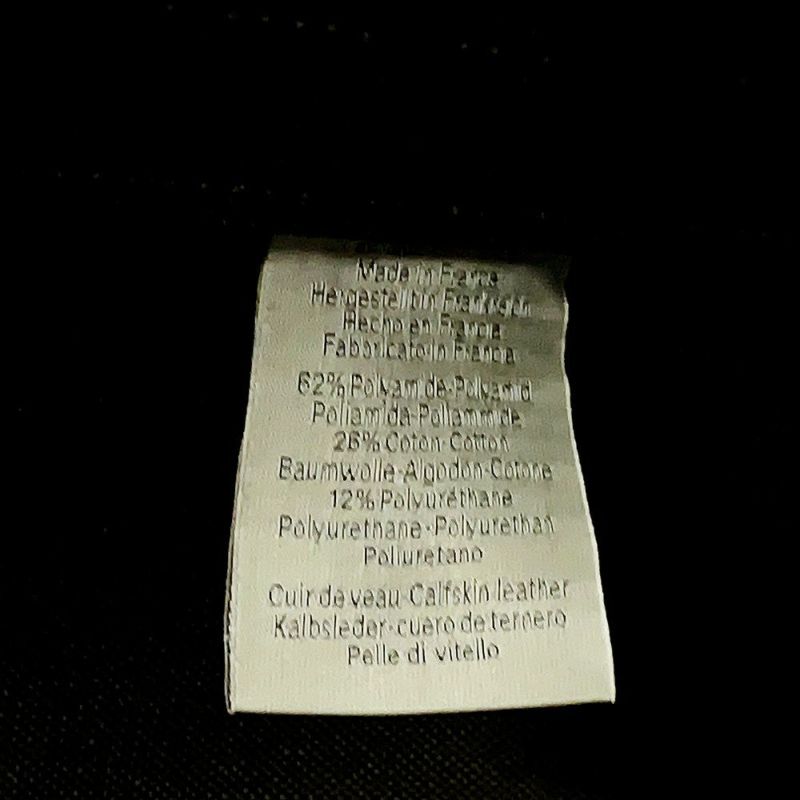 Made in France
Hergestellt in Frankreich
Hecho en Francia
Fabbricato in Francia
62% Polyamide-Polyamid
Poliamida-Poliammide
26% Coton-Cotton
Baumwolle-Algodon-Cotone
12% Polyuréthane
Polyurethane-Polyurethan
Poliuretano
Cuir de veau-Calfskin leather
Kalbsleder-cuero de ternero
Pelle di vitello